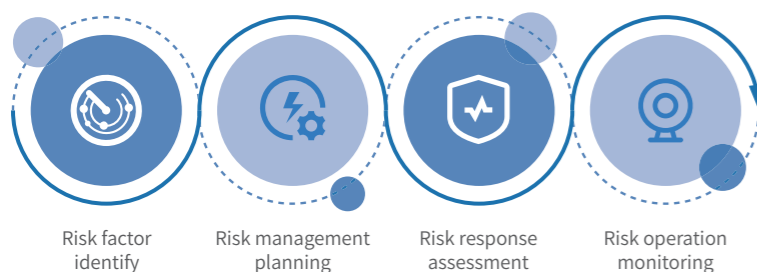 Risk factor
identify
Risk management
planning
Risk response
assessment
Risk operation
monitoring